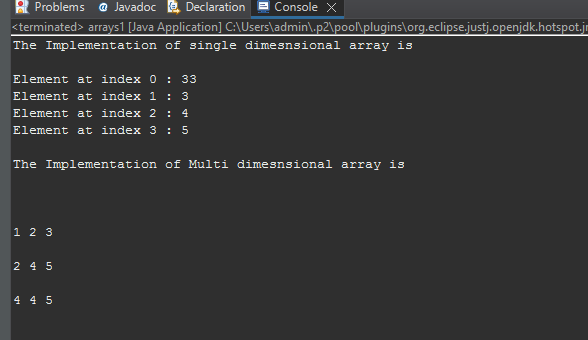 Problems @ Javadoc Declaration Console
<terminated> arrays1 [Java Application] C:\Users\admin\.p2\pool\plugins\org.eclipse.justj.openjdk.hotspot.j
The Implementation of single dimesnsional array is
Element at index 0 : 33
Element at index 1 : 3
Element at index 2 : 4
Element at index 3 : 5
The Implementation of Multi dimesnsional array is
1 2 3
2 4 5
4 4 5